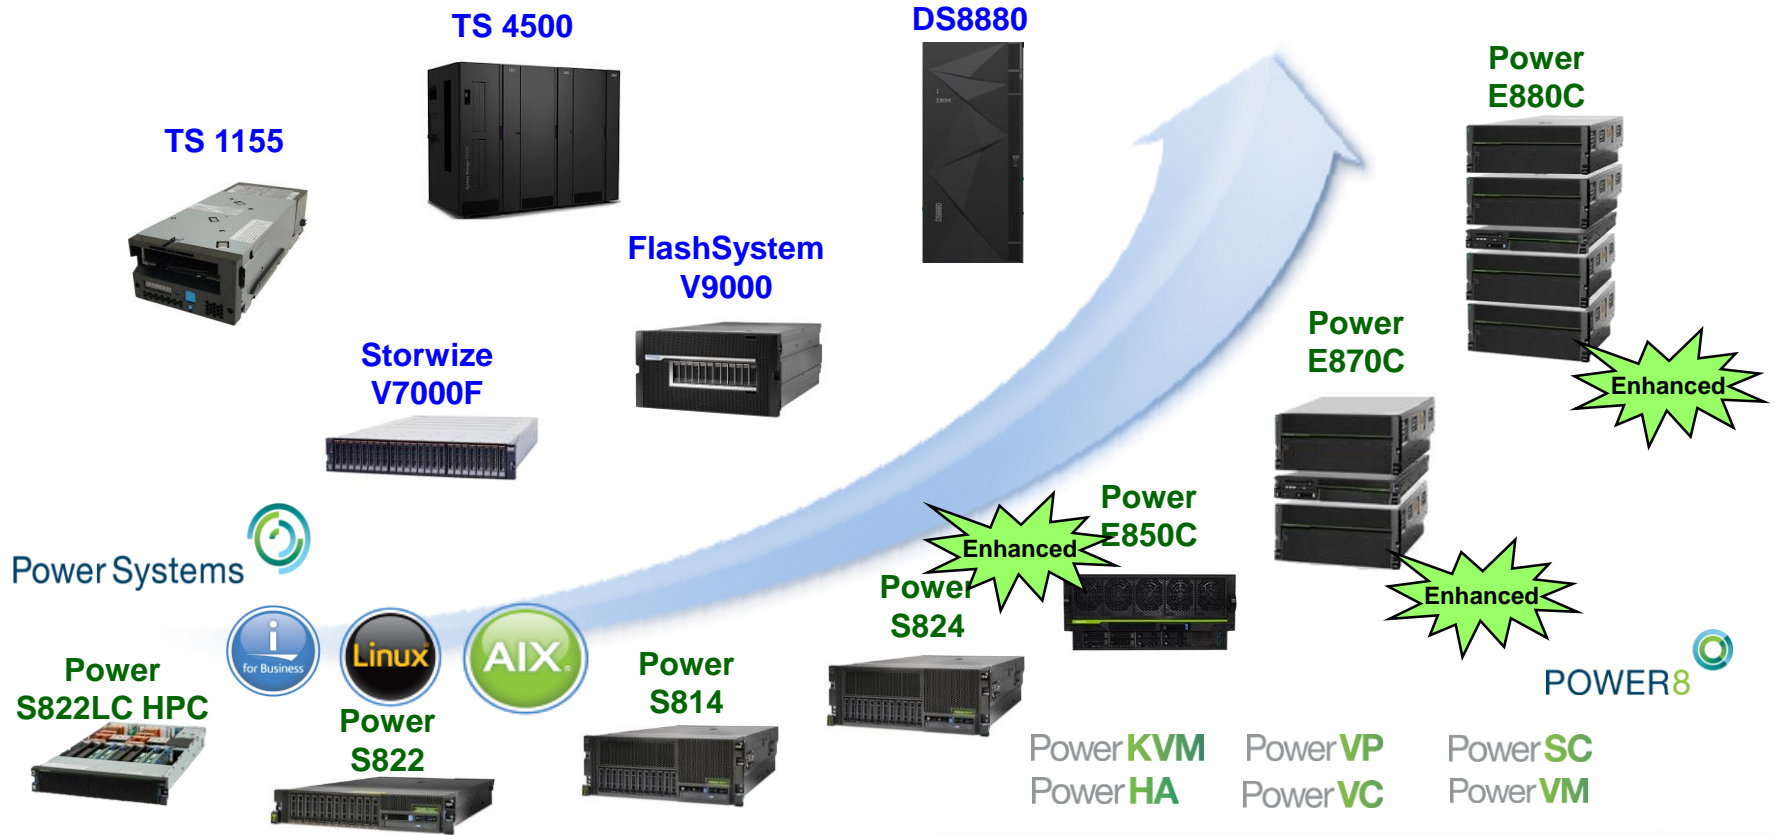 TS 4500
DS8880
Power
E880C
TS 1155
FlashSystem
V9000
Power
E870C
Storwize
V7000F
Enhanced
Power
E850C
Enhanced
Power Systems
Power
S824
Enhanced
i
for Business
Linux
AIX
Power
S822LC HPC
Power
S814
POWER8
Power
S822
PowerKVM
PowerVP
PowerSC
PowerHA
PowerVC
PowerVM
IBM
DS8880